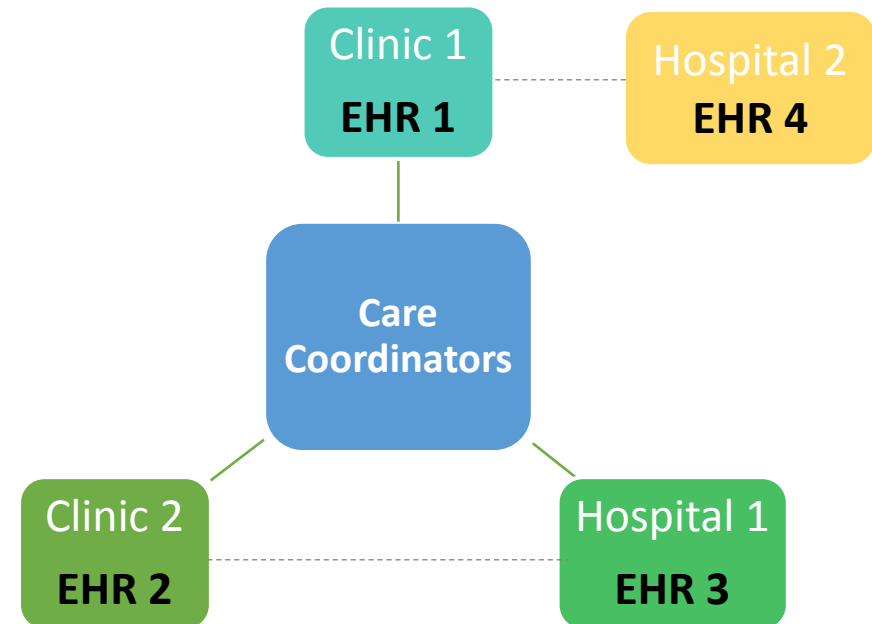 Clinic 1
EHR 1
Hospital 2
EHR 4
Care
Coordinators
Clinic 2
EHR 2
Hospital 1
EHR 3